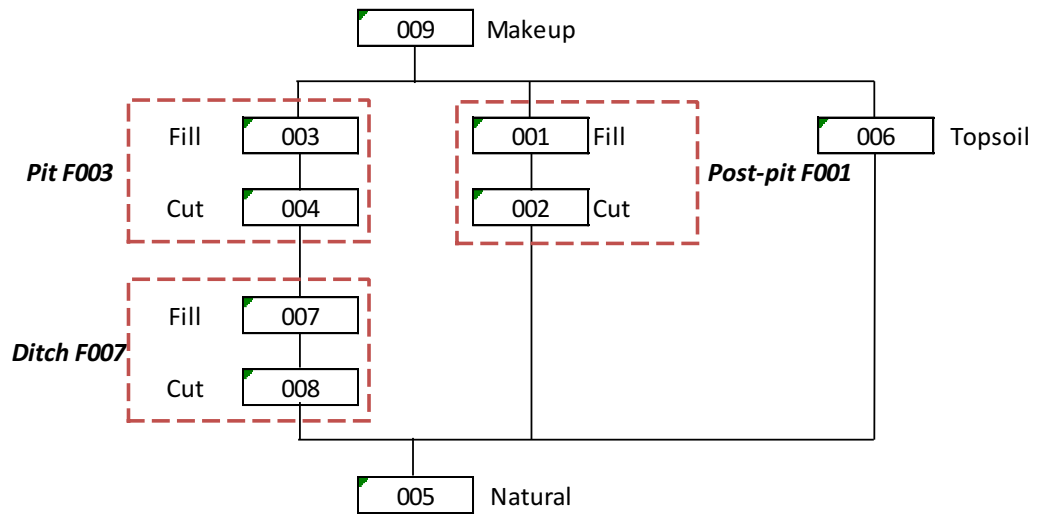 009 Makeup
Fill 003 001 Fill 006 Topsoil
Pit F003 Post-pit F001
Cut 004 002 Cut
Fill 007
Ditch F007
Cut 008
005 Natural